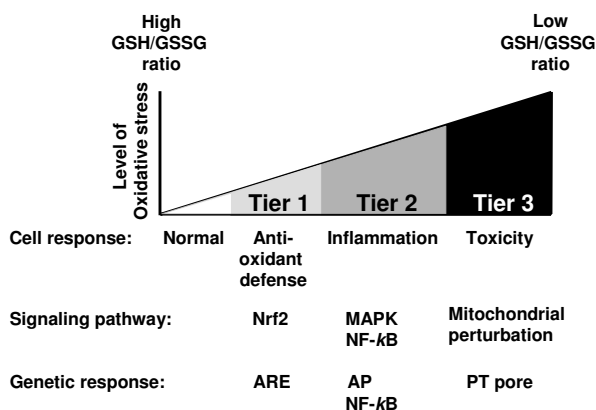 High
GSH/GSSG
ratio
Low
GSH/GSSG
ratio
Level of
Oxidative stress
Tier 1 Tier 2 Tier 3
Cell response: Normal Anti- Inflammation Toxicity
oxidant
defense
Signaling pathway: Nrf2 MAPK Mitochondrial
NF-kB perturbation
Genetic response: ARE AP PT pore
NF-kB